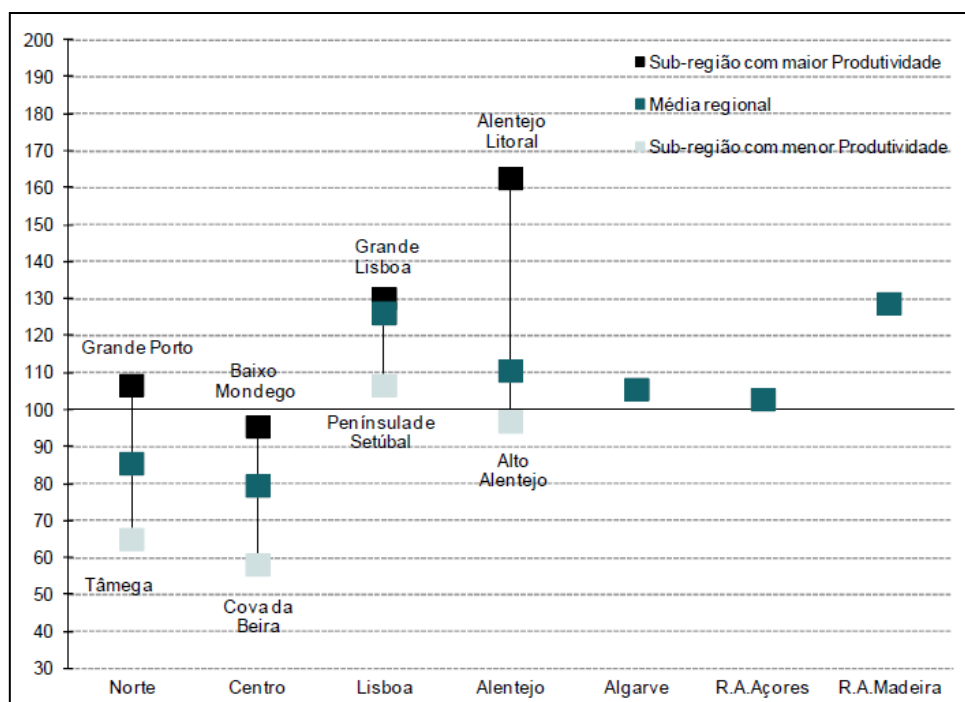 200
190
180
170
160
150
140
130
120
110
100
90
80
70
60
50
40
30
Sub-região com maior Produtividade
Média regional
Sub-região com menor Produtividade
Alentejo
Litoral
Grande
Lisboa
Grande Porto
Baixo
Mondego
Península de
Setúbal
Alto
Alentejo
Tâmega
Cova da
Beira
Norte Centro Lisboa Alentejo Algarve R.A.Açores R.A.Madeira